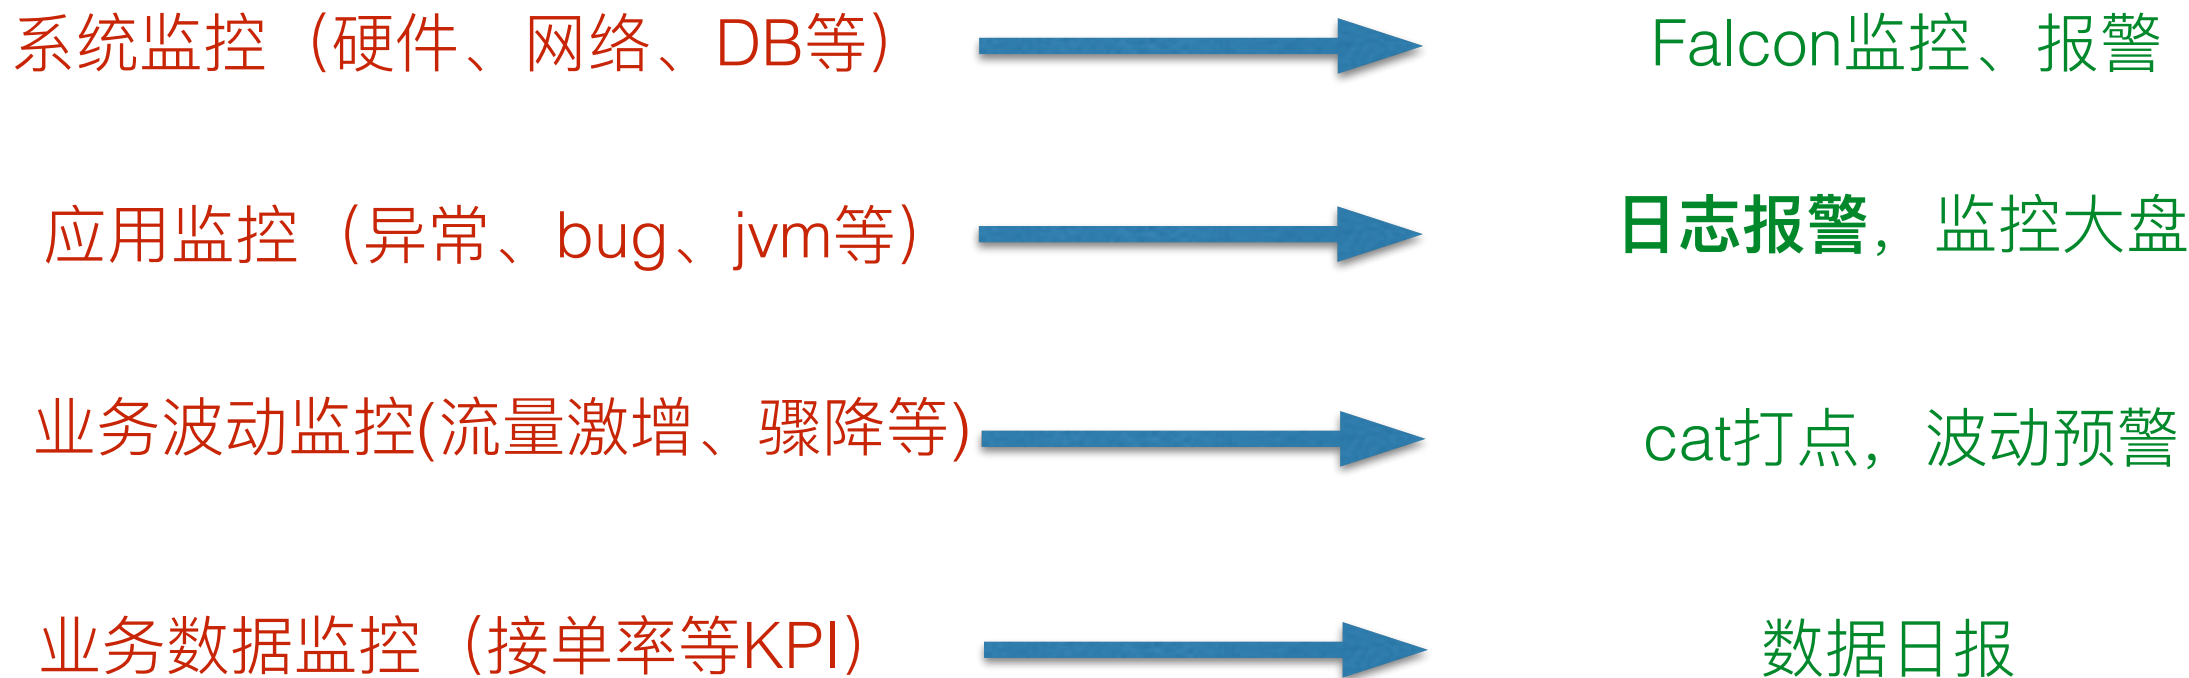 系统监控（硬件、网络、DB等） Falcon监控、报警
应用监控（异常、bug、jvm等） 日志报警，监控大盘
业务波动监控(流量激增、骤降等) cat打点，波动预警
业务数据监控（接单率等KPI） 数据日报